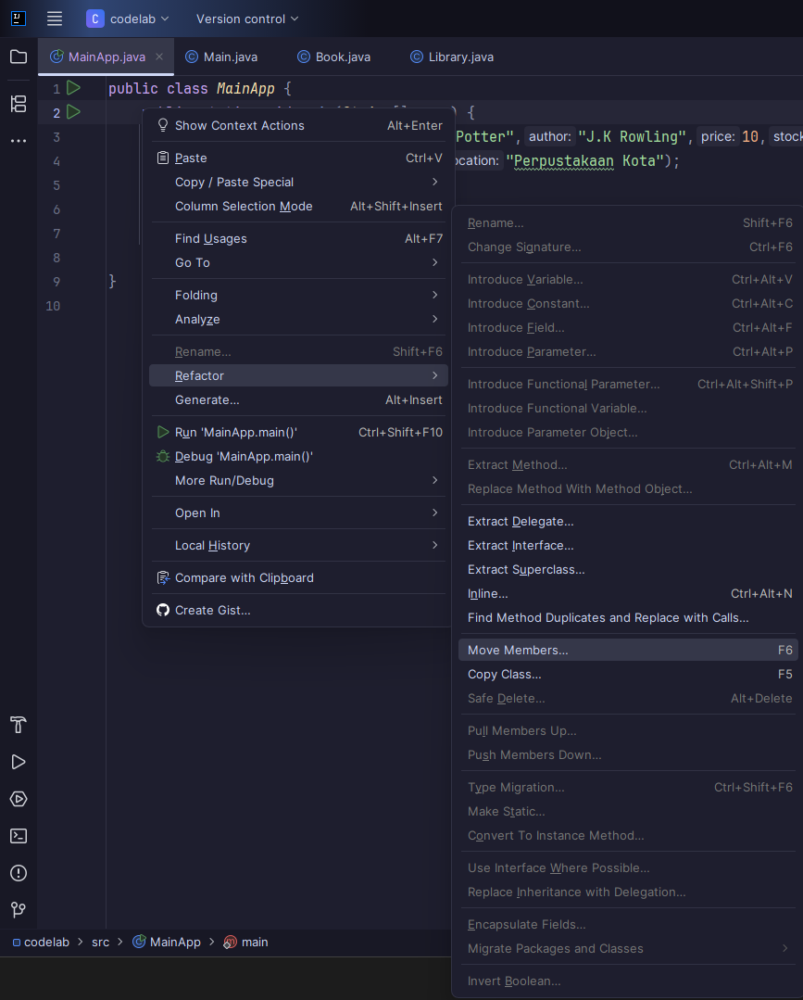 C codelab Version control
MainApp.java Main.java Book.java Library.java
1 public class MainApp {
2 ) {
3 Potter", author: "J.K Rowling", price: 10, stock
4 ocation: "Perpustakaan Kota");
5
6
7
8
9 }
10
Show Context Actions Alt+Enter
Paste Ctrl+V
Copy / Paste Special
Column Selection Mode Alt+Shift+Insert
Find Usages Alt+F7
Go To
Folding
Analyze
Rename... Shift+F6
Refactor
Generate... Alt+Insert
Run 'MainApp.main()' Ctrl+Shift+F10
Debug 'MainApp.main()'
More Run/Debug
Open In
Local History
Compare with Clipboard
Create Gist...
Rename... Shift+F6
Change Signature... Ctrl+F6
Introduce Variable... Ctrl+Alt+V
Introduce Constant... Ctrl+Alt+C
Introduce Field... Ctrl+Alt+F
Introduce Parameter... Ctrl+Alt+P
Introduce Functional Parameter... Ctrl+Alt+Shift+P
Introduce Functional Variable...
Introduce Parameter Object...
Extract Method... Ctrl+Alt+M
Replace Method With Method Object...
Extract Delegate...
Extract Interface...
Extract Superclass...
Inline... Ctrl+Alt+N
Find Method Duplicates and Replace with Calls...
Move Members... F6
Copy Class... F5
Safe Delete... Alt+Delete
Pull Members Up...
Push Members Down...
Type Migration... Ctrl+Shift+F6
Make Static...
Convert To Instance Method...
Use Interface Where Possible...
Replace Inheritance with Delegation...
Encapsulate Fields...
Migrate Packages and Classes
Invert Boolean...
codelab > src > MainApp > main